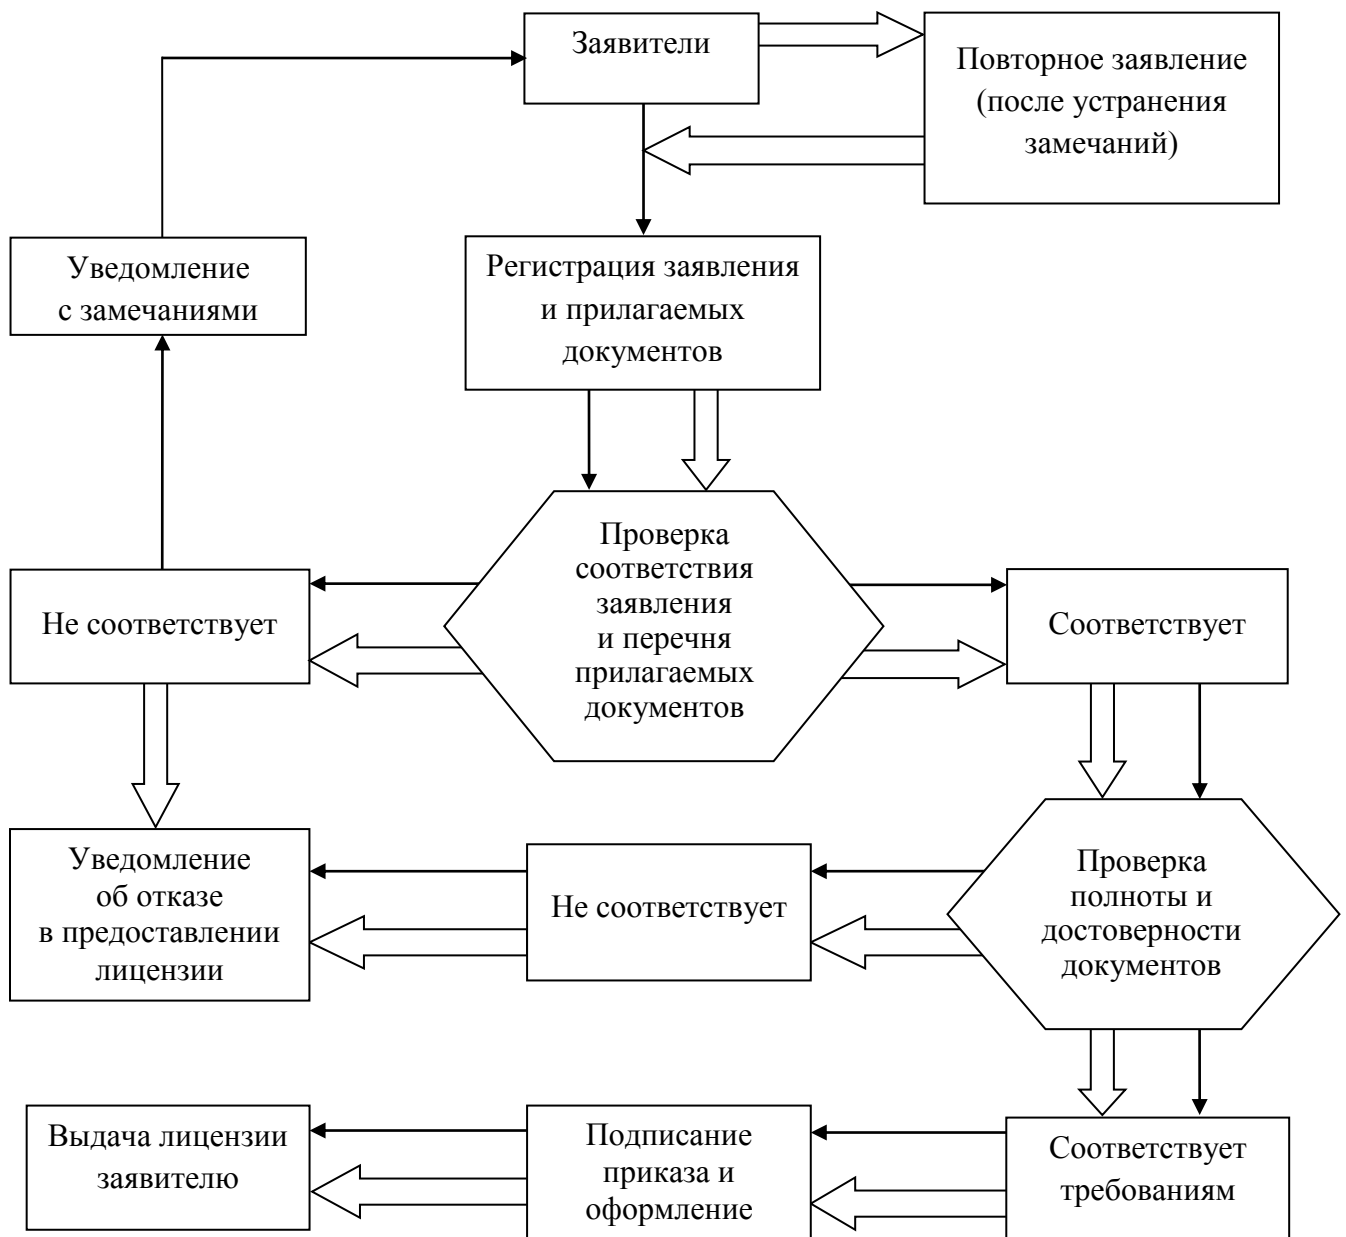 Заявители
Повторное заявление
(после устранения
замечаний)
Уведомление
с замечаниями
Регистрация заявления
и прилагаемых
документов
Проверка
соответствия
заявления
и перечня
прилагаемых
документов
Не соответствует
Соответствует
Уведомление
об отказе
в предоставлении
лицензии
Не соответствует
Проверка
полноты и
достоверности
документов
Выдача лицензии
заявителю
Подписание
приказа и
оформление
Соответствует
требованиям